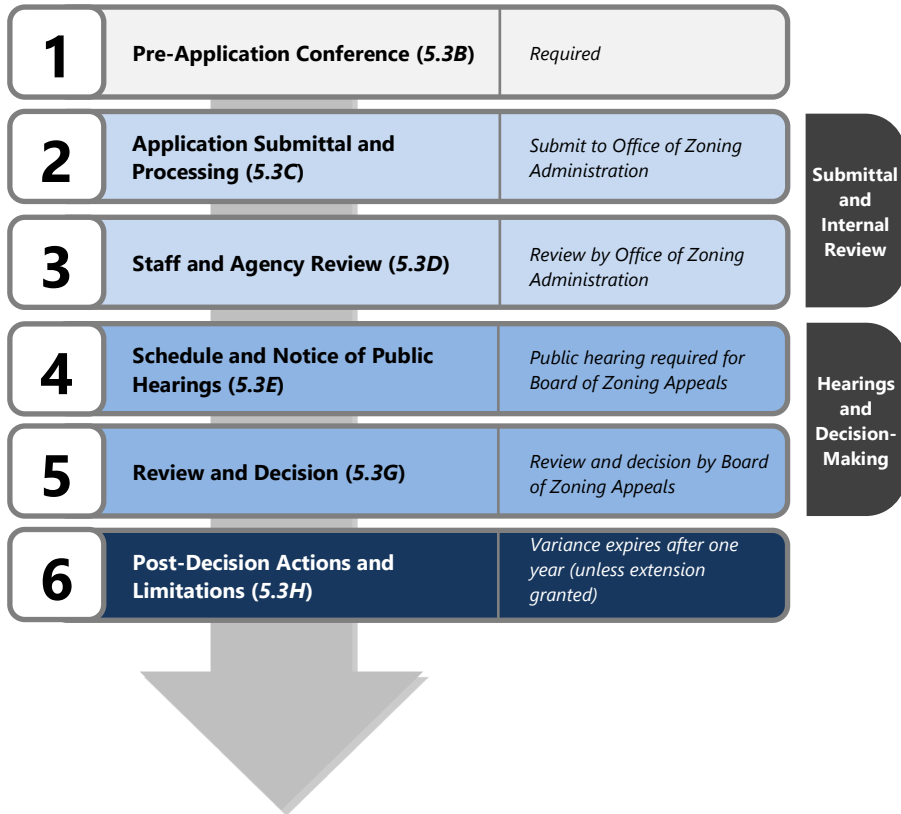 1
Pre-Application Conference (5.3B)
Required
2
Application Submittal and
Processing (5.3C)
Submit to Office of Zoning
Administration
3
Staff and Agency Review (5.3D)
Review by Office of Zoning
Administration
Submittal
and
Internal
Review
4
Schedule and Notice of Public
Hearings (5.3E)
Public hearing required for
Board of Zoning Appeals
5
Review and Decision (5.3G)
Review and decision by Board
of Zoning Appeals
Hearings
and
Decision-
Making
6
Post-Decision Actions and
Limitations (5.3H)
Variance expires after one
year (unless extension
granted)